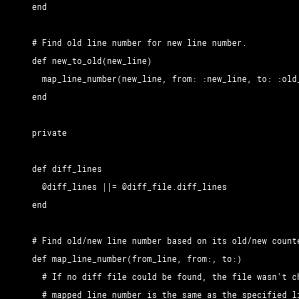 end
# Find old line number for new line number.
def new_to_old(new_line)
map_line_number(new_line, from: :new_line, to: :old_
end
private
def diff_lines
@diff_lines ||= @diff_file.diff_lines
end
# Find old/new line number based on its old/new counte
def map_line_number(from_line, from:, to:)
# If no diff file could be found, the file wasn't ch
# mapped line number is the same as the specified li